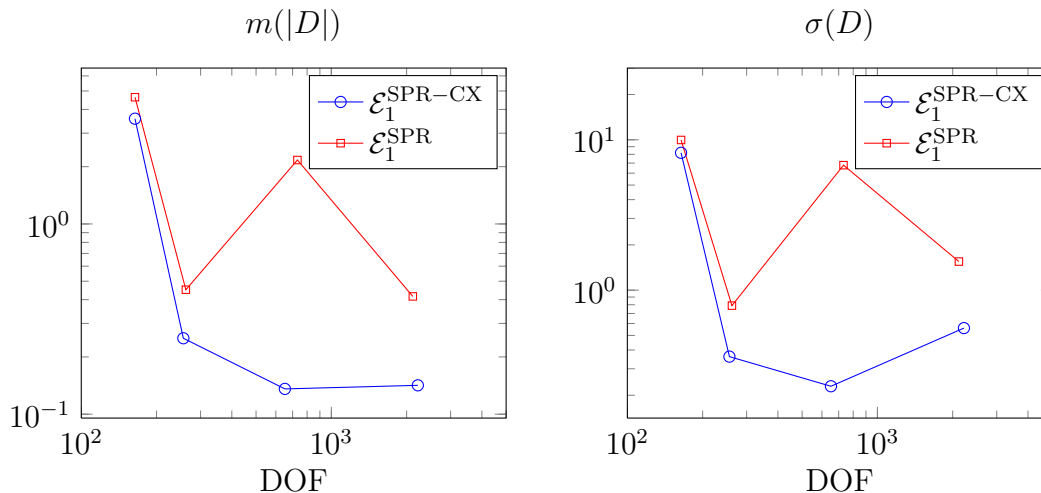 m(|D|)
10⁰
10⁻¹
10²
10³
DOF
ℰ₁^SPR−CX
ℰ₁^SPR
σ(D)
10¹
10⁰
10²
10³
DOF
ℰ₁^SPR−CX
ℰ₁^SPR